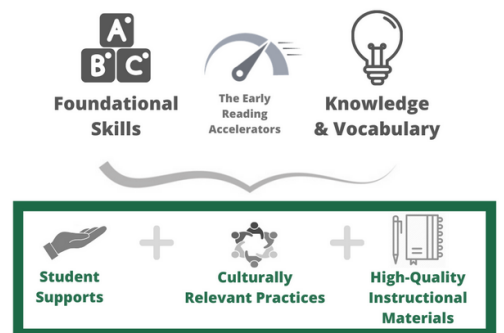 A
B C
Foundational
Skills
The Early
Reading
Accelerators
Knowledge
& Vocabulary
Student
Supports
Culturally
Relevant Practices
High-Quality
Instructional
Materials